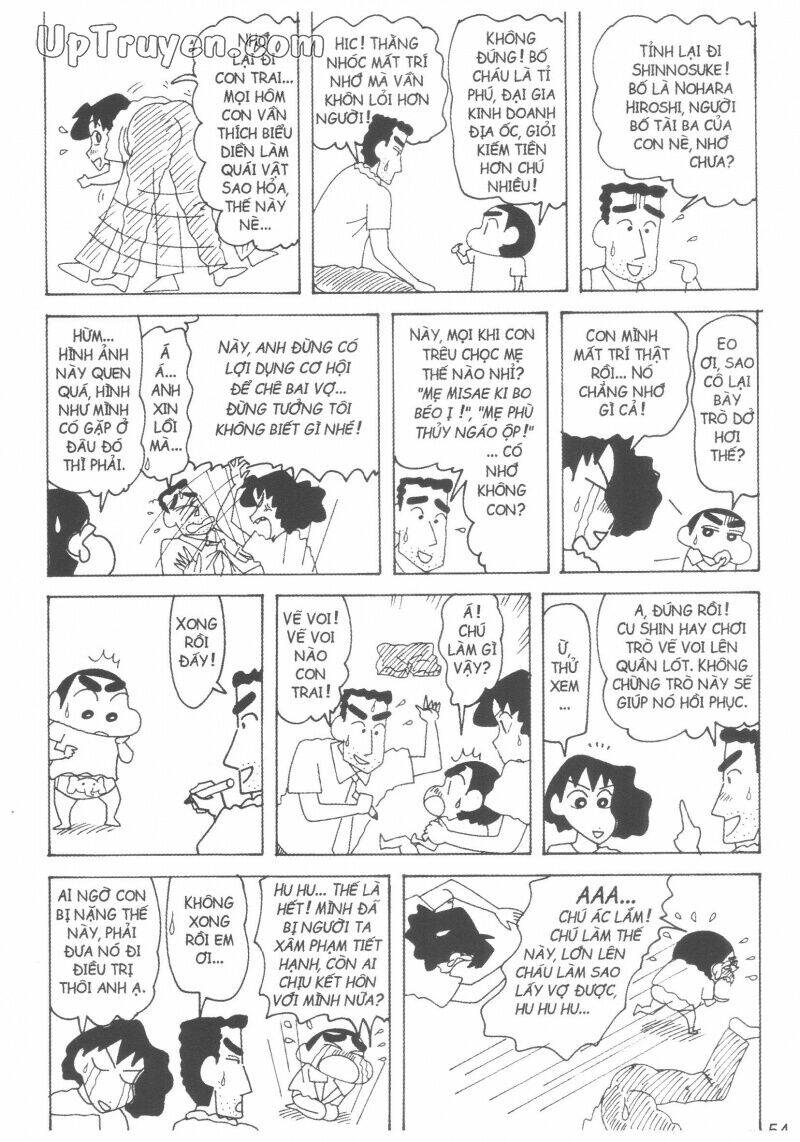 UpTruyen.com
TỈNH LẠI ĐI
SHINNOSUKE!
BỐ LÀ NOHARA
HIROSHI, NGƯỜI
BỐ TÀI BA CỦA
CON NÈ, NHỚ
CHƯA?
KHÔNG
ĐÚNG! BỐ
CHÁU LÀ TỈ
PHÚ, ĐẠI GIA
KINH DOANH
ĐỊA ỐC, GIỎI
KIẾM TIỀN
HƠN CHÚ
NHIỀU!
HIC! THẰNG
NHÓC MẤT TRÍ
NHỚ MÀ VẪN
KHÔN LỎI HƠN
NGƯỜI!
NHỚ
LẠI ĐI
CON TRAI...
MỌI HÔM
CON VẪN
THÍCH BIỂU
DIỄN LÀM
QUÁI VẬT
SAO HỎA,
THẾ NÀY
NÈ...
EO
ƠI, SAO
CÔ LẠI
BÀY
TRÒ DỞ
HƠI
THẾ?
CON MÌNH
MẤT TRÍ THẬT
RỒI... NÓ
CHẲNG NHỚ
GÌ CẢ!
NÀY, MỌI KHI CON
TRÊU CHỌC MẸ
THẾ NÀO NHỈ?
"MẸ MISAE KI BO
BÉO Ị!", "MẸ PHÙ
THỦY NGÁO ỘP!"
... CÓ
NHỚ
KHÔNG
CON?
NÀY, ANH ĐỪNG CÓ
LỢI DỤNG CƠ HỘI
ĐỂ CHÊ BAI VỢ...
ĐỪNG TƯỞNG TÔI
KHÔNG BIẾT GÌ NHÉ!
Á
Á...
ANH
XIN
LỖI
MÀ...
HỪM...
HÌNH ẢNH
NÀY QUEN
QUÁ, HÌNH
NHƯ MÌNH
CÓ GẶP Ở
ĐÂU ĐÓ
THÌ PHẢI.
A, ĐÚNG RỒI!
CU SHIN HAY CHƠI
TRÒ VẼ VOI LÊN
QUẦN LÓT. KHÔNG
CHỪNG TRÒ NÀY SẼ
GIÚP NÓ HỒI PHỤC.
Ừ,
THỬ
XEM
...
Á!
CHÚ
LÀM GÌ
VẬY?
VẼ VOI!
VẼ VOI
NÀO
CON
TRAI!
XONG
RỒI
ĐẤY!
AAA...
CHÚ ÁC LẮM!
CHÚ LÀM THẾ
NÀY, LỚN LÊN
CHÁU LÀM SAO
LẤY VỢ ĐƯỢC,
HU HU HU...
HU HU... THẾ LÀ
HẾT! MÌNH ĐÃ
BỊ NGƯỜI TA
XÂM PHẠM TIẾT
HẠNH, CÒN AI
CHỊU KẾT HÔN
VỚI MÌNH NỮA?
KHÔNG
XONG
RỒI EM
ƠI...
AI NGỜ CON
BỊ NẶNG THẾ
NÀY, PHẢI
ĐƯA NÓ ĐI
ĐIỀU TRỊ
THÔI ANH Ạ.
54